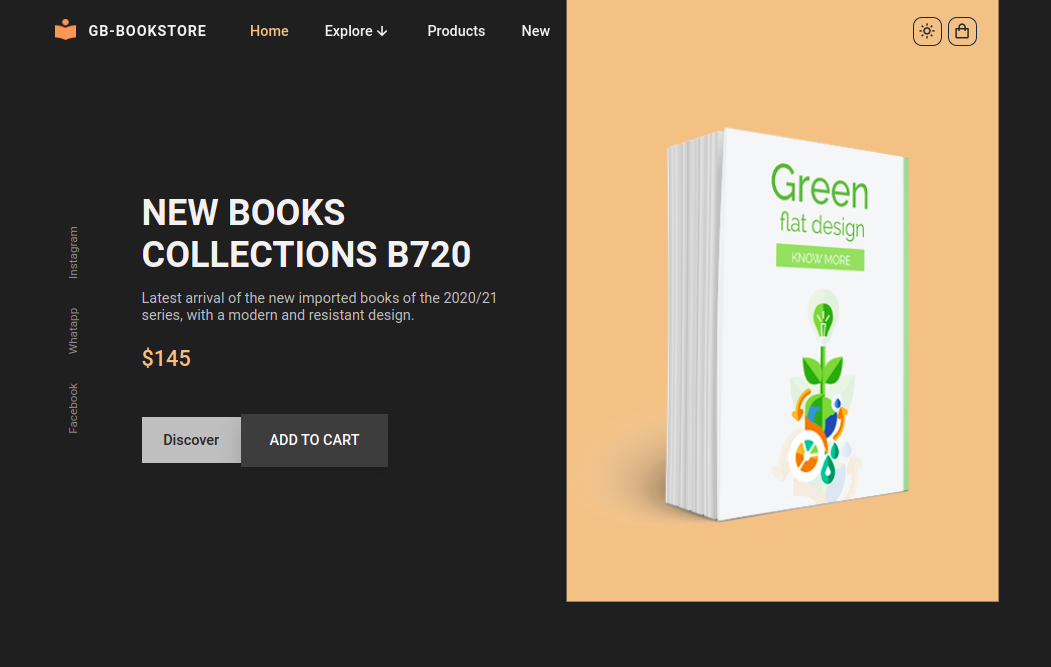 GB-BOOKSTORE
Home
Explore
Products
New
NEW BOOKS
COLLECTIONS B720
Latest arrival of the new imported books of the 2020/21
series, with a modern and resistant design.
$145
Discover
ADD TO CART
Instagram
Whatapp
Facebook
Green
flat design
KNOW MORE